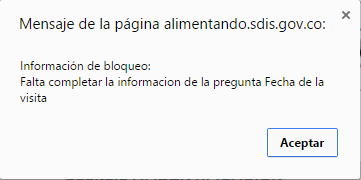 Mensaje de la página alimentando.sdis.gov.co:
Información de bloqueo:
Falta completar la informacion de la pregunta Fecha de la
visita
Aceptar